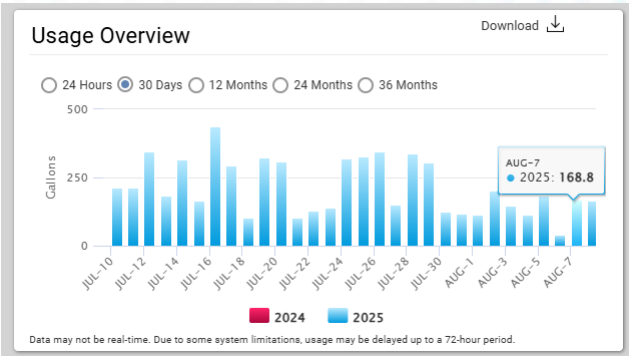 Usage Overview
Download
24 Hours 30 Days 12 Months 24 Months 36 Months
500
250
0
Gallons
AUG-7
2025: 168.8
JUL-10 JUL-12 JUL-14 JUL-16 JUL-18 JUL-20 JUL-22 JUL-24 JUL-26 JUL-28 JUL-30 AUG-1 AUG-3 AUG-5 AUG-7
2024 2025
Data may not be real-time. Due to some system limitations, usage may be delayed up to a 72-hour period.